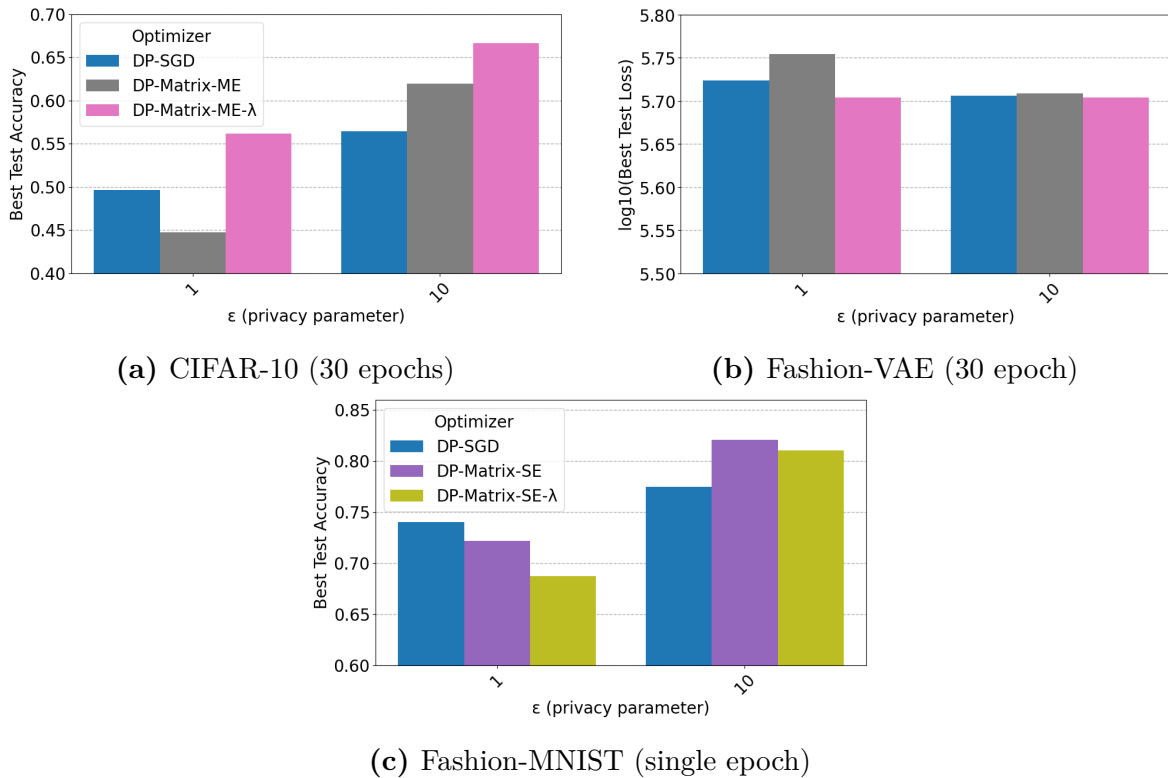 0.70
0.65
0.60
0.55
0.50
0.45
0.40
Best Test Accuracy
Optimizer
DP-SGD
DP-Matrix-ME
DP-Matrix-ME-λ
1
10
ε (privacy parameter)
(a) CIFAR-10 (30 epochs)
5.80
5.75
5.70
5.65
5.60
5.55
5.50
log10(Best Test Loss)
1
10
ε (privacy parameter)
(b) Fashion-VAE (30 epoch)
0.85
0.80
0.75
0.70
0.65
0.60
Best Test Accuracy
Optimizer
DP-SGD
DP-Matrix-SE
DP-Matrix-SE-λ
1
10
ε (privacy parameter)
(c) Fashion-MNIST (single epoch)